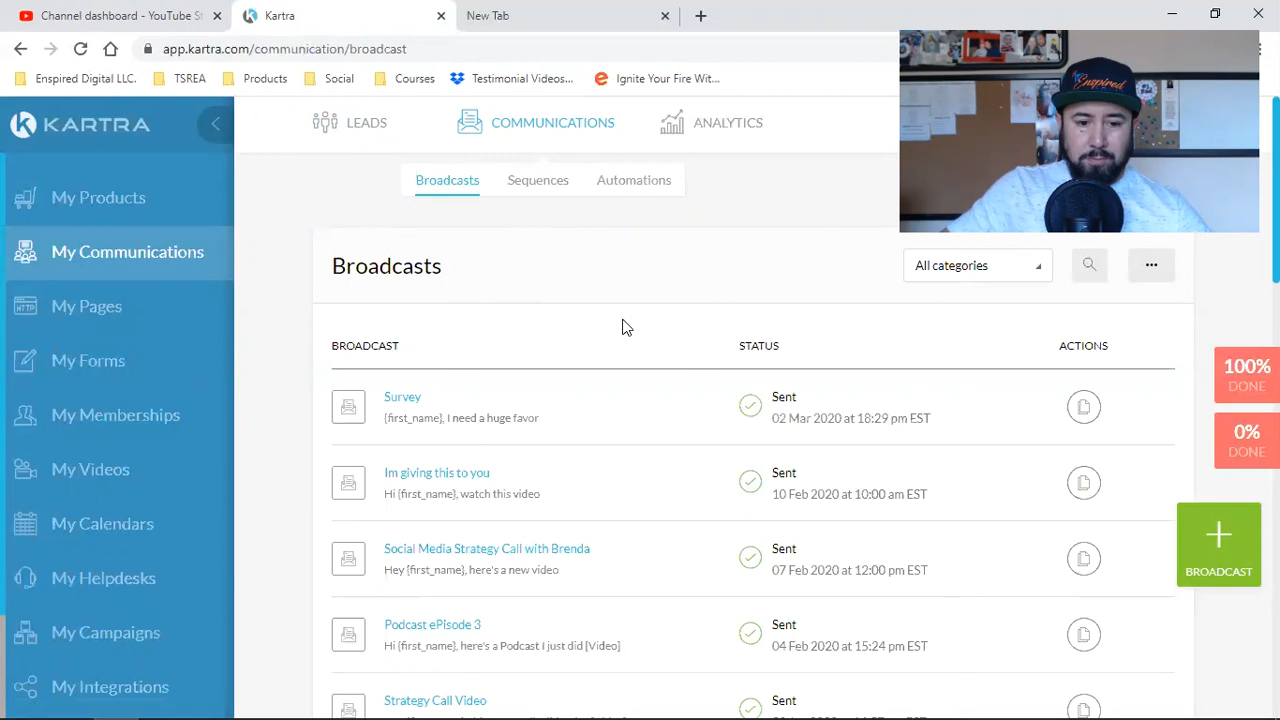 Channel dashboard - YouTube St
Kartra
New Tab
app.kartra.com/communication/broadcast
Enspired Digital LLC.
TSREA
Products
Social
Courses
Testimonial Videos...
Ignite Your Fire Wit...
KARTRA
LEADS
COMMUNICATIONS
ANALYTICS
Enspired
Broadcasts
Sequences
Automations
My Products
My Communications
My Pages
HTTP
My Forms
My Memberships
My Videos
My Calendars
My Helpdesks
My Campaigns
My Integrations
Broadcasts
All categories
BROADCAST
STATUS
ACTIONS
Survey
{first_name}, I need a huge favor
Sent
02 Mar 2020 at 18:29 pm EST
Im giving this to you
Hi {first_name}, watch this video
Sent
10 Feb 2020 at 10:00 am EST
Social Media Strategy Call with Brenda
Hey {first_name}, here's a new video
Sent
07 Feb 2020 at 12:00 pm EST
Podcast ePisode 3
Hi {first_name}, here's a Podcast I just did [Video]
Sent
04 Feb 2020 at 15:24 pm EST
Strategy Call Video
Sent
100%
DONE
0%
DONE
BROADCAST